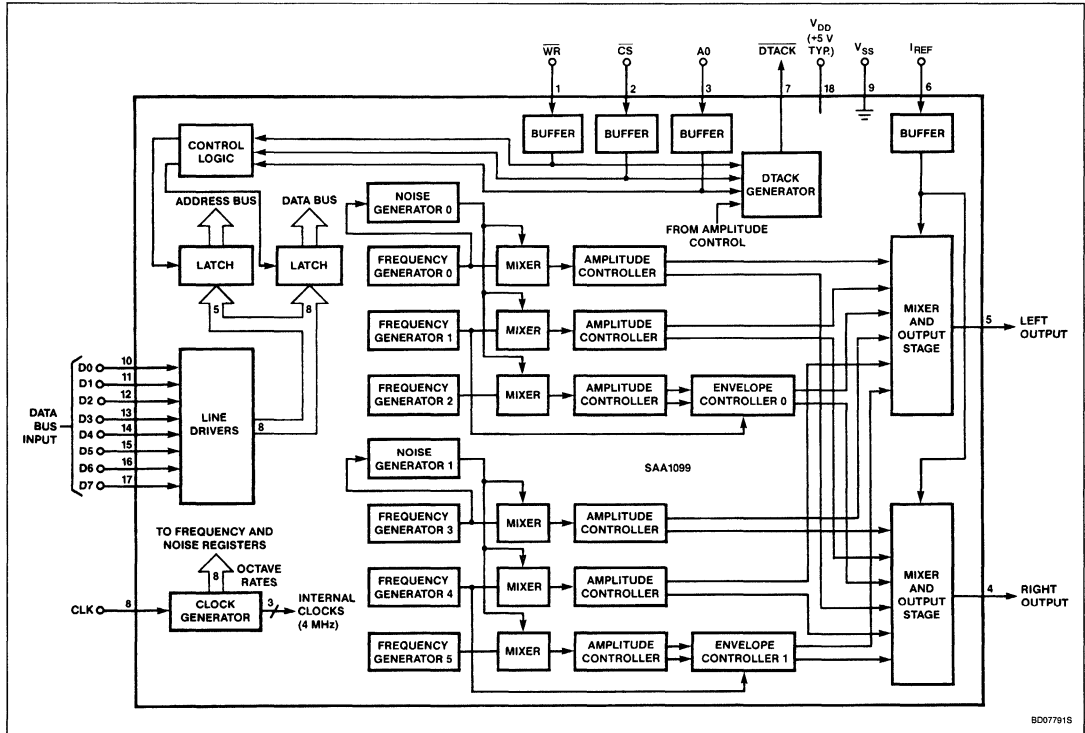 VDD
(+5 V
TYP.)
WR
CS
A0
DTACK
VSS
IREF
1
2
3
7
18
9
6
BUFFER
BUFFER
BUFFER
BUFFER
CONTROL
LOGIC
DTACK
GENERATOR
ADDRESS BUS
DATA BUS
NOISE
GENERATOR 0
FROM AMPLITUDE
CONTROL
LATCH
LATCH
FREQUENCY
GENERATOR 0
MIXER
AMPLITUDE
CONTROLLER
5
8
FREQUENCY
GENERATOR 1
MIXER
AMPLITUDE
CONTROLLER
MIXER
AND
OUTPUT
STAGE
5
LEFT
OUTPUT
FREQUENCY
GENERATOR 2
MIXER
AMPLITUDE
CONTROLLER
ENVELOPE
CONTROLLER 0
DATA
BUS
INPUT
D0
10
D1
11
D2
12
D3
13
D4
14
D5
15
D6
16
D7
17
LINE
DRIVERS
8
NOISE
GENERATOR 1
SAA1099
FREQUENCY
GENERATOR 3
MIXER
AMPLITUDE
CONTROLLER
TO FREQUENCY AND
NOISE REGISTERS
8
OCTAVE
RATES
FREQUENCY
GENERATOR 4
MIXER
AMPLITUDE
CONTROLLER
MIXER
AND
OUTPUT
STAGE
4
RIGHT
OUTPUT
CLK
8
CLOCK
GENERATOR
3
INTERNAL
CLOCKS
(4 MHz)
FREQUENCY
GENERATOR 5
MIXER
AMPLITUDE
CONTROLLER
ENVELOPE
CONTROLLER 1
BD07791S